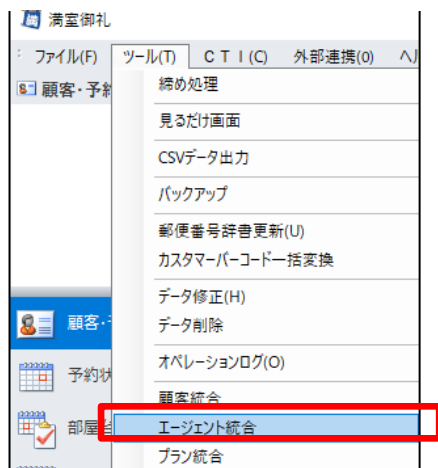 満室御礼
ファイル(F) ツール(T) C T I (C) 外部連携(O) ヘル
顧客・予約
締め処理
見るだけ画面
CSVデータ出力
バックアップ
郵便番号辞書更新(U)
カスタマーバーコード一括変換
データ修正(H)
データ削除
オペレーションログ(O)
顧客統合
エージェント統合
プラン統合
顧客・予
予約状
部屋